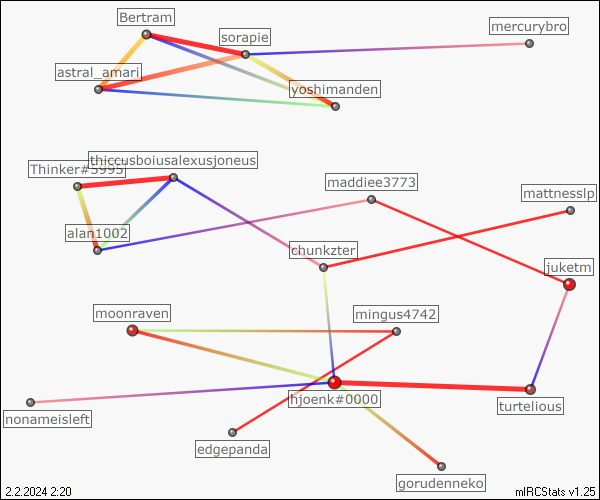 Bertram
mercurybro
sorapie
astral_amari
yoshimanden
thiccusboiusalexusjoneus
Thinker#5995
maddiee3773
mattnesslp
alan1002
chunkzter
juketm
moonraven
mingus4742
hjoenk#0000
turtelious
nonameisleft
edgepanda
gorudenneko
2.2.2024 2:20
mIRCStats v1.25